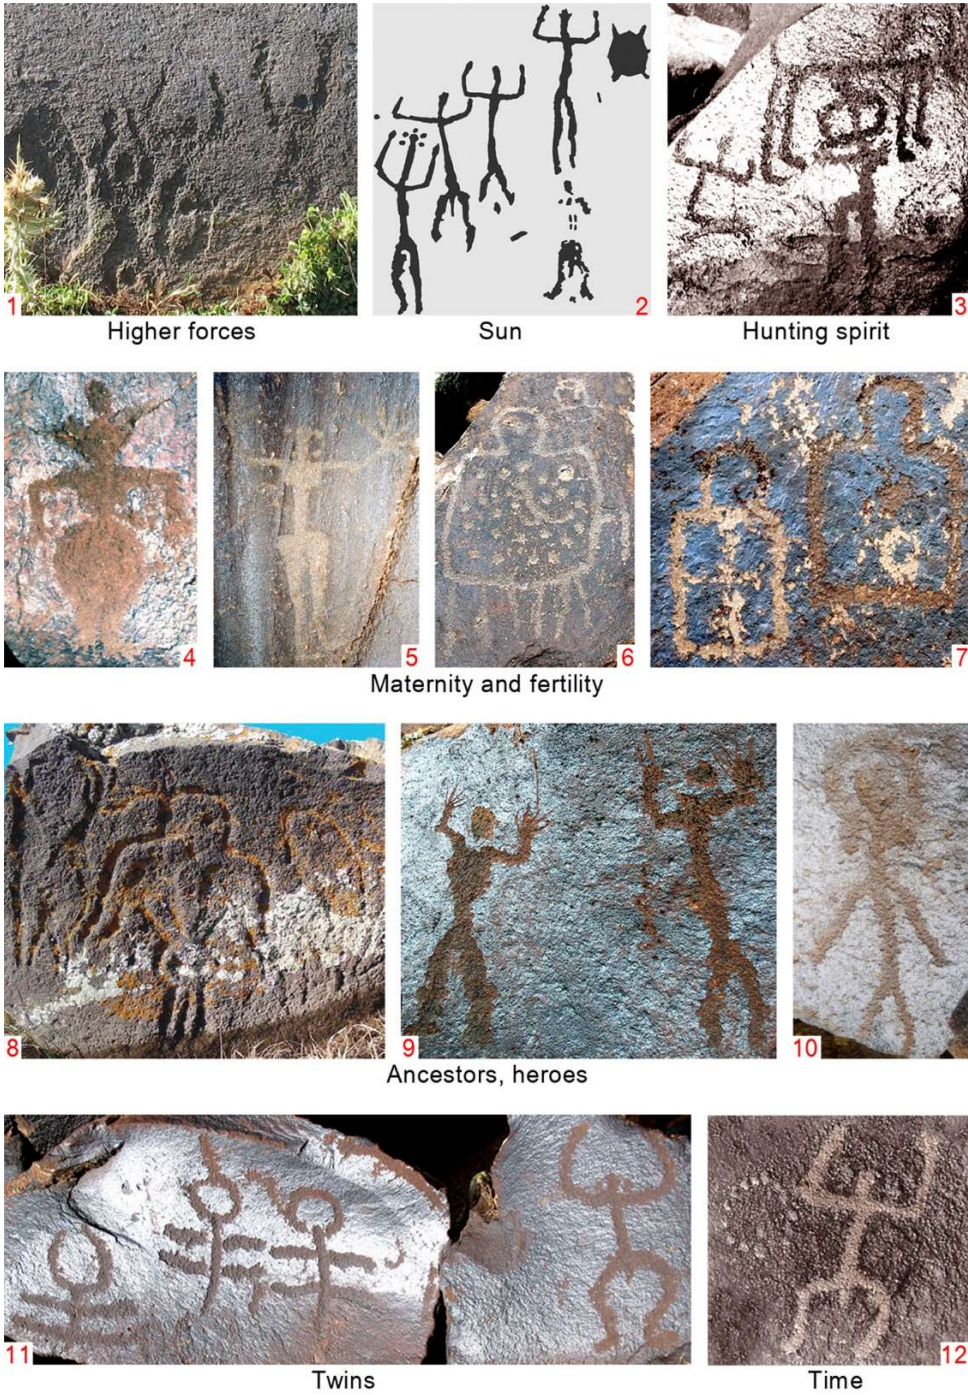 1
2
3
Higher forces
Sun
Hunting spirit
4
5
6
7
Maternity and fertility
8
9
10
Ancestors, heroes
11
12
Twins
Time